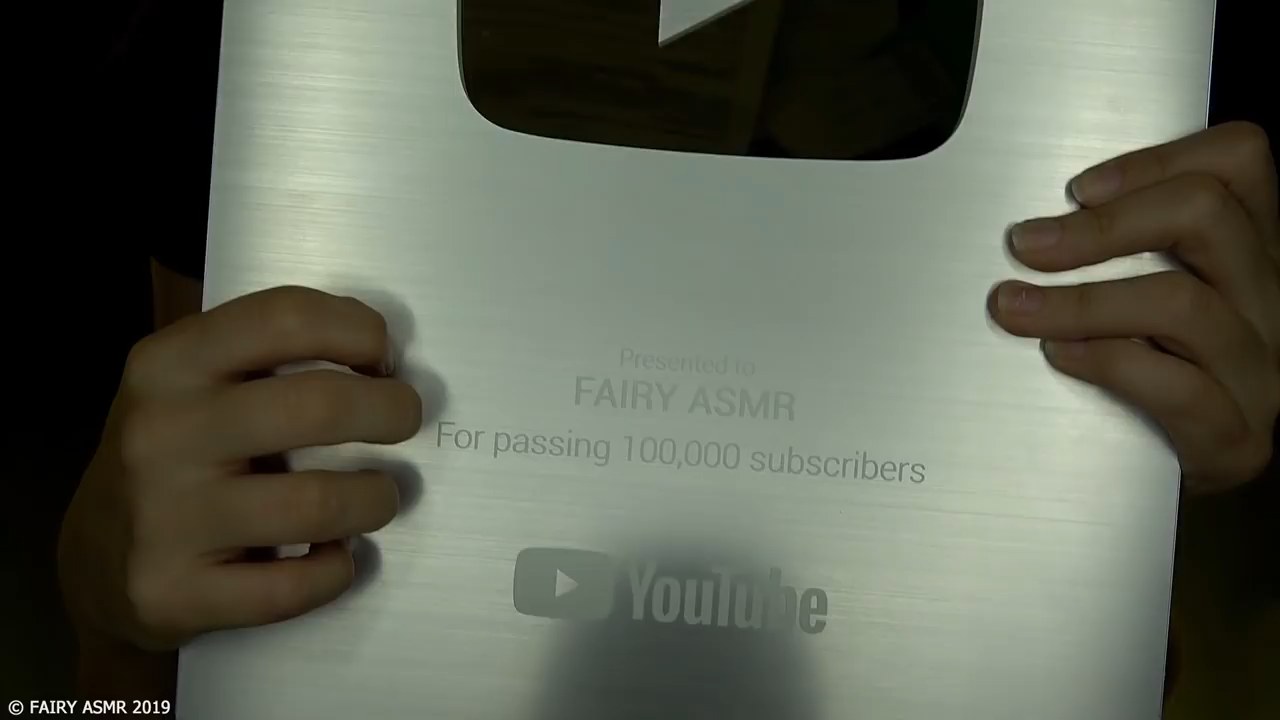 Presented to
FAIRY ASMR
For passing 100,000 subscribers
YouTube
© FAIRY ASMR 2019